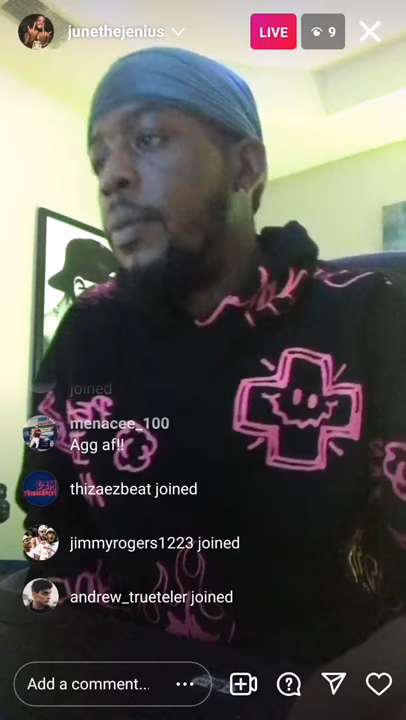 junethejenius
LIVE
9
joined
menacee_100
Agg af!!
thizaezbeat joined
jimmyrogers1223 joined
andrew_trueteler joined
Add a comment...